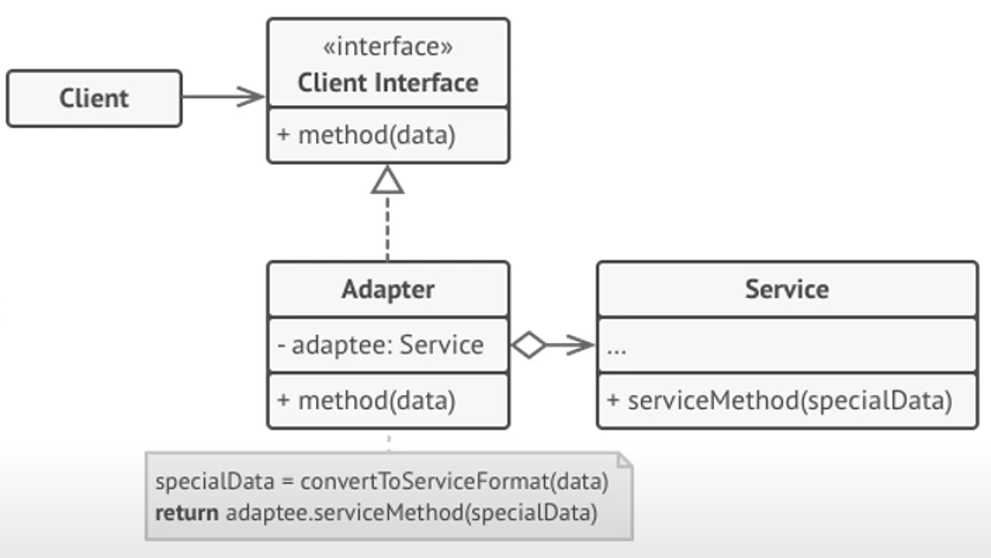 «interface»
Client Interface
Client
+ method(data)
Adapter
- adaptee: Service
+ method(data)
Service
...
+ serviceMethod(specialData)
specialData = convertToServiceFormat(data)
return adaptee.serviceMethod(specialData)